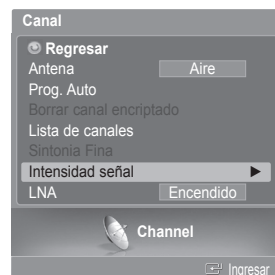 Canal
Regresar
Antena Aire
Prog. Auto
Borrar canal encriptado
Lista de canales
Sintonia Fina
Intensidad señal
LNA Encendido
Channel
Ingresar